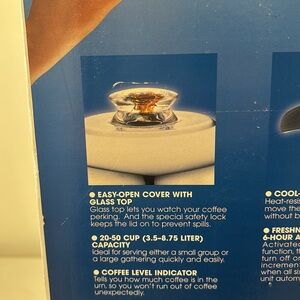 • EASY-OPEN COVER WITH
GLASS TOP
Glass top lets you watch your coffee
perking. And the special safety lock
keeps the lid on to prevent spills.
• 20-50 CUP (3.5-8.75 LITER)
CAPACITY
Ideal for serving either a small group or
a large gathering quickly and easily.
• COFFEE LEVEL INDICATOR
Tells you how much coffee is in the
urn, so you won't run out of coffee
unexpectedly.
• COOL-
Heat-resis
move the
without b
• FRESHN
6-HOUR A
Activate
function, t
turn off o
incremen
when all s
unit autom